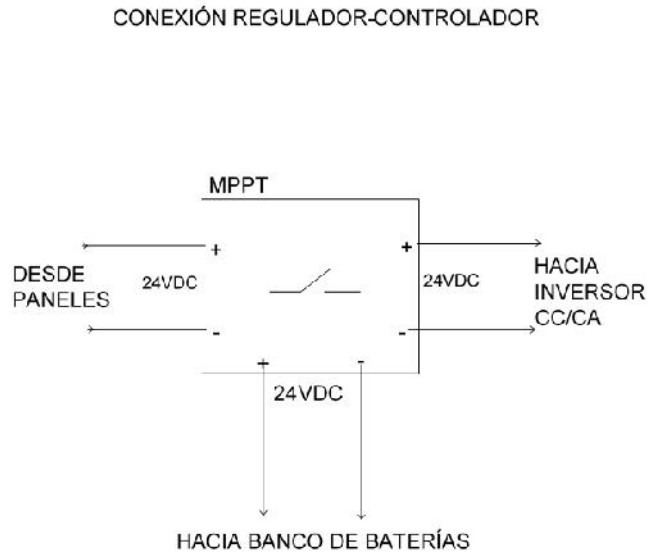 CONEXIÓN REGULADOR-CONTROLADOR
MPPT
+
+
DESDE
PANELES
24VDC
24VDC
HACIA
INVERSOR
CC/CA
-
-
+
-
24VDC
HACIA BANCO DE BATERÍAS